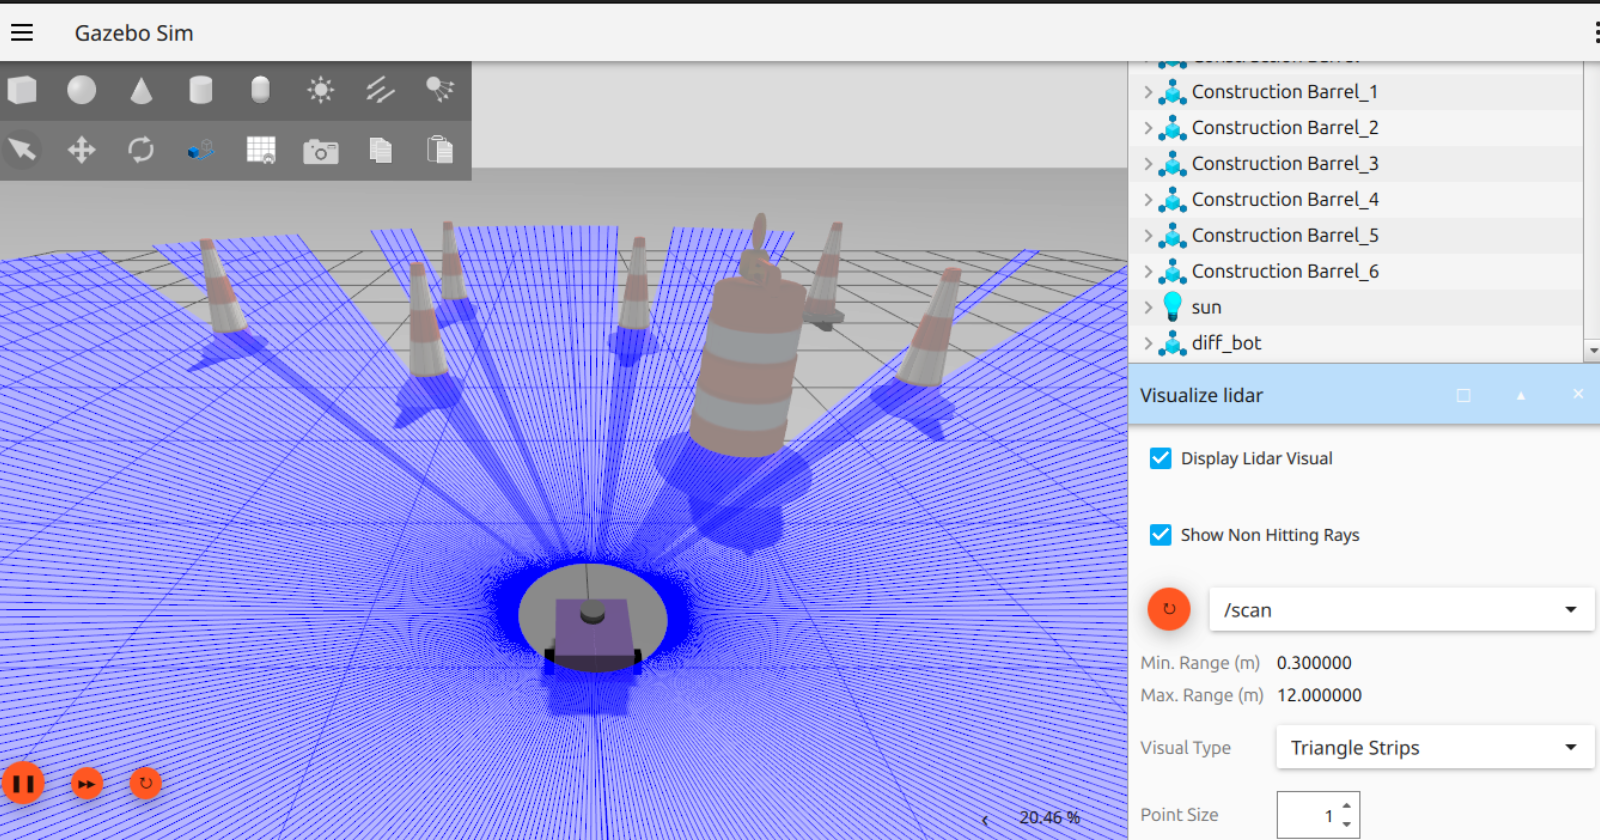 Gazebo Sim
Construction Barrel
Construction Barrel_1
Construction Barrel_2
Construction Barrel_3
Construction Barrel_4
Construction Barrel_5
Construction Barrel_6
sun
diff_bot
Visualize lidar
Display Lidar Visual
Show Non Hitting Rays
/scan
Min. Range (m) 0.300000
Max. Range (m) 12.000000
Visual Type Triangle Strips
Point Size 1
20.46 %